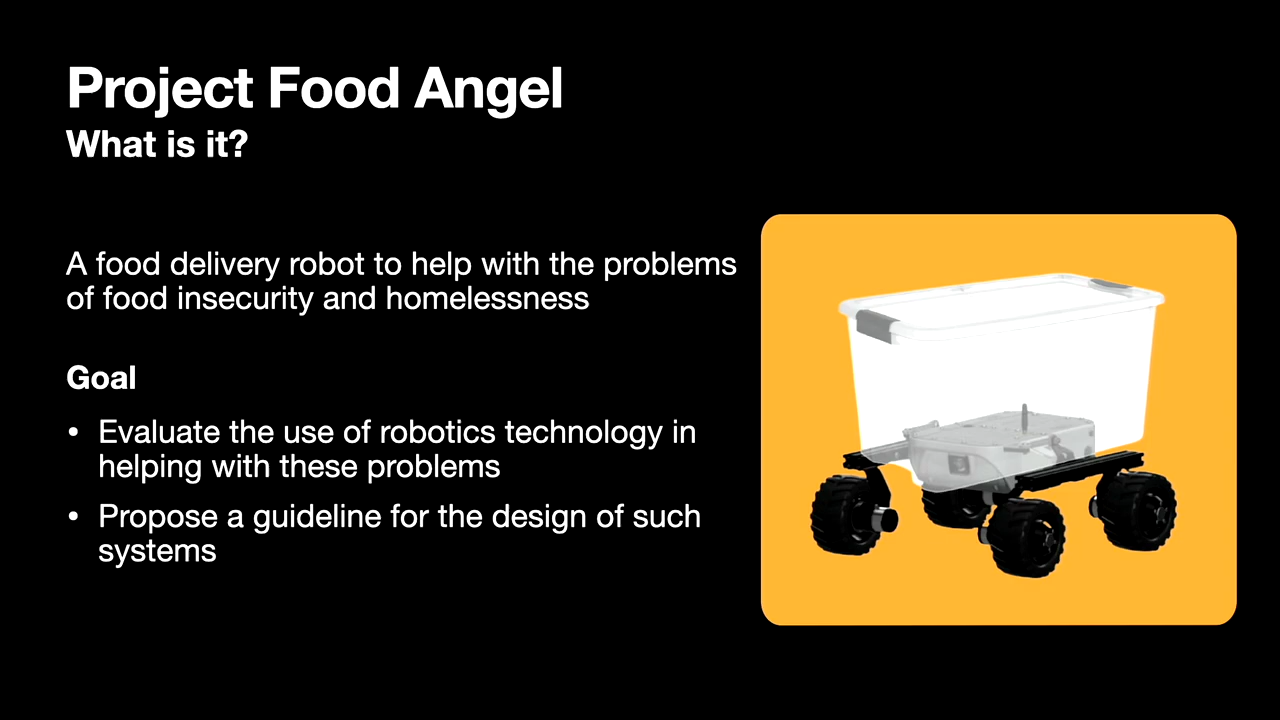 Project Food Angel
What is it?
A food delivery robot to help with the problems
of food insecurity and homelessness
Goal
• Evaluate the use of robotics technology in
helping with these problems
• Propose a guideline for the design of such
systems